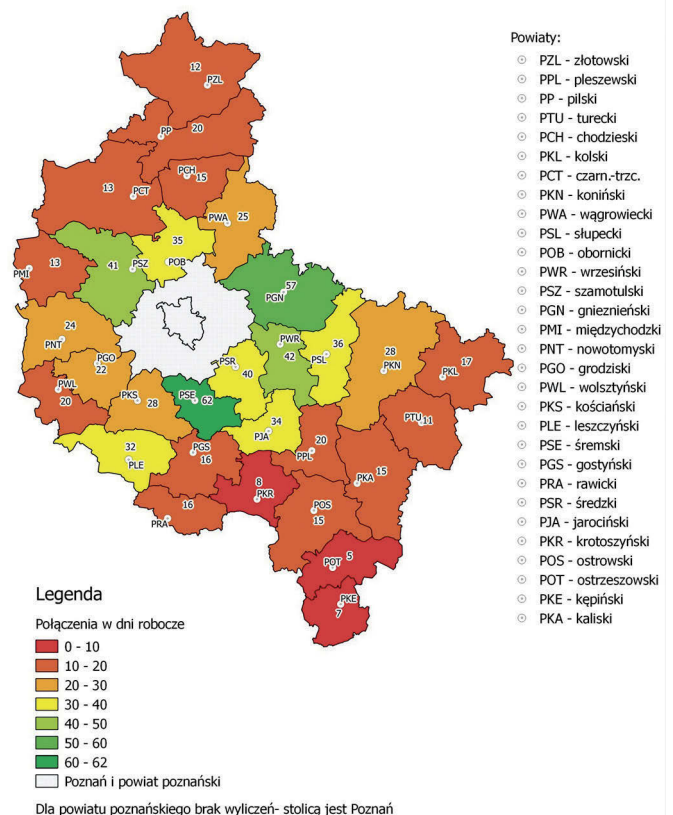 12
PZL
PP
20
PCH
15
13
PCT
PWA
25
35
POB
PSZ
41
13
PMI
57
PGN
24
PNT
PGO
22
PWL
20
PKS
28
PSR
40
PWR
42
36
PSL
28
PKN
17
PKL
PTU
11
PSE
62
34
PJA
32
PLE
PGS
16
20
PPL
15
PKA
8
PKR
16
PRA
POS
15
5
POT
PKE
7
Powiaty:
PZL - złotowski
PPL - pleszewski
PP - pilski
PTU - turecki
PCH - chodzieski
PKL - kolski
PCT - czarn.-trzc.
PKN - koniński
PWA - wągrowiecki
PSL - słupecki
POB - obornicki
PWR - wrzesiński
PSZ - szamotulski
PGN - gnieznieński
PMI - międzychodzki
PNT - nowotomyski
PGO - grodziski
PWL - wolsztyński
PKS - kościański
PLE - leszczyński
PSE - śremski
PGS - gostyński
PRA - rawicki
PSR - średzki
PJA - jarociński
PKR - krotoszyński
POS - ostrowski
POT - ostrzeszowski
PKE - kępiński
PKA - kaliski
Legenda
Połączenia w dni robocze
0 - 10
10 - 20
20 - 30
30 - 40
40 - 50
50 - 60
60 - 62
Poznań i powiat poznański
Dla powiatu poznańskiego brak wyliczeń- stolicą jest Poznań